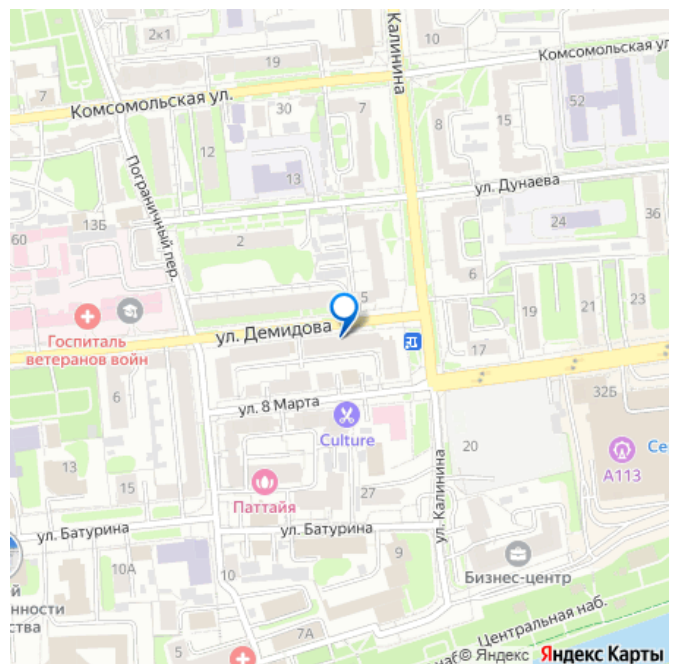 2к1
10
Калинина
Комсомольская ул
19
7
Комсомольская ул.
30
7
52
8
15
12
13
Пограничный пер.
ул. Дунаева
13Б
24
36
60
2
6
5
19
21
23
Госпиталь
ветеранов войн
ул. Демидова
17
6
ул. 8 Марта
32Б
Culture
20
Се
13
А113
15
Паттайя
27
ул. Калинина
ул. Батурина
ул. Батурина
9
10А
10
Бизнес-центр
ей
енности
ства
7А
5
Центральная наб.
наб
© Яндекс
Яндекс Карты